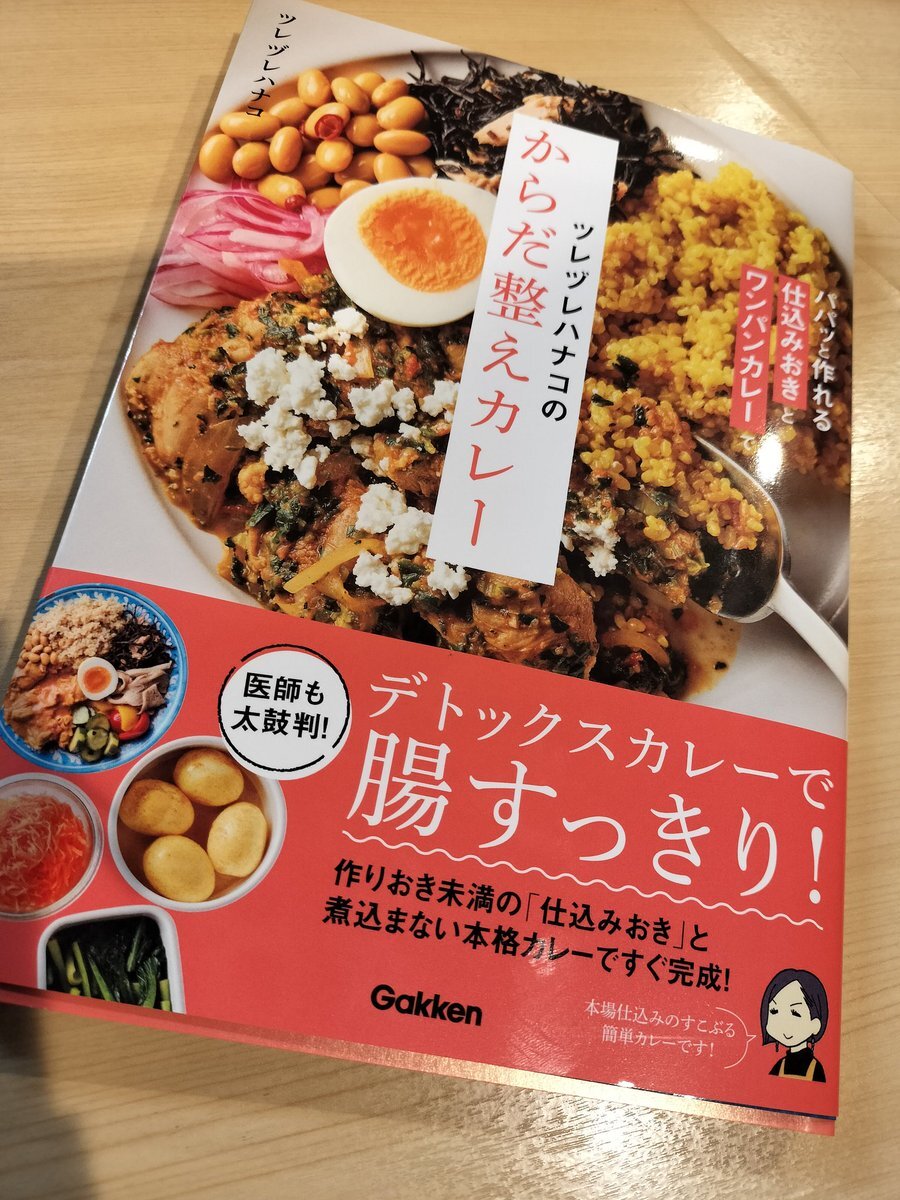 ツレヅレハナコ
パパッと作れる
仕込みおきと
ワンパンカレーで
ツレヅレハナコの
からだ整えカレー
医師も
太鼓判!
デトックスカレーで
腸すっきり!
作りおき未満の「仕込みおき」と
煮込まない本格カレーですぐ完成!
Gakken
本場仕込みのすこぶる
簡単カレーです!